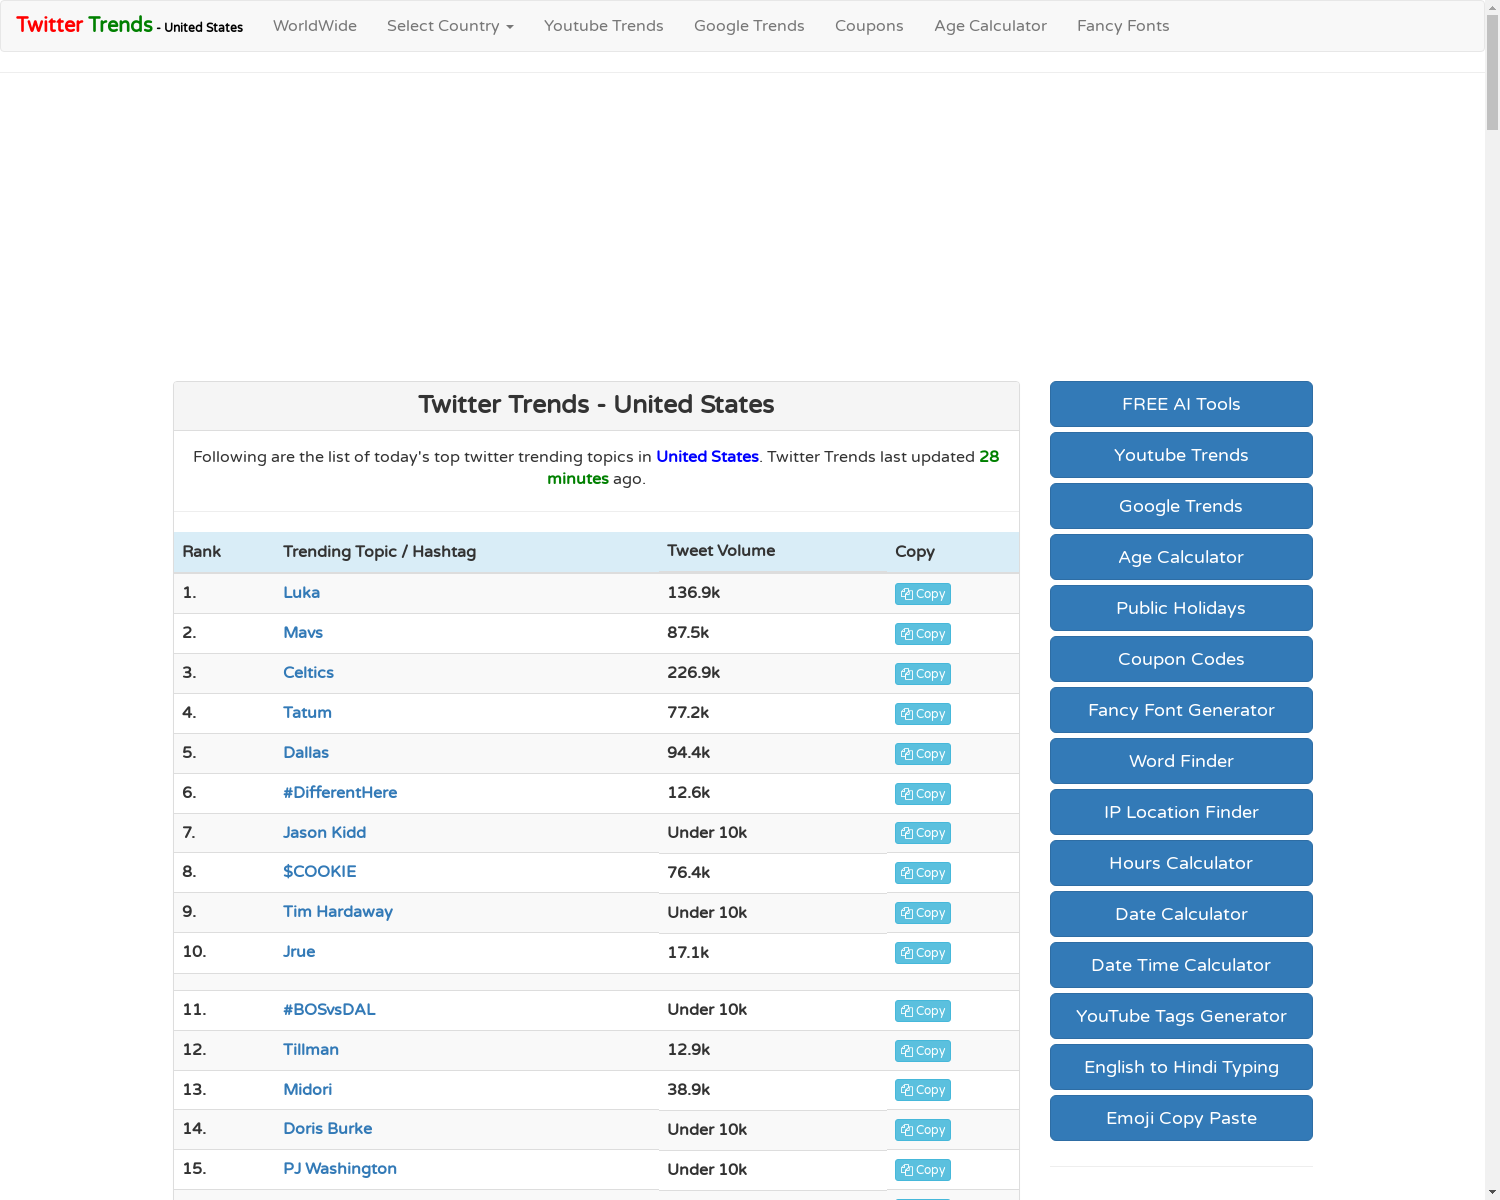 Twitter Trends - United States WorldWide Select Country Youtube Trends Google Trends Coupons Age Calculator Fancy Fonts
Twitter Trends - United States
Following are the list of today's top twitter trending topics in United States. Twitter Trends last updated 28
minutes ago.
Rank Trending Topic / Hashtag Tweet Volume Copy
1. Luka 136.9k Copy
2. Mavs 87.5k Copy
3. Celtics 226.9k Copy
4. Tatum 77.2k Copy
5. Dallas 94.4k Copy
6. #DifferentHere 12.6k Copy
7. Jason Kidd Under 10k Copy
8. $COOKIE 76.4k Copy
9. Tim Hardaway Under 10k Copy
10. Jrue 17.1k Copy
11. #BOSvsDAL Under 10k Copy
12. Tillman 12.9k Copy
13. Midori 38.9k Copy
14. Doris Burke Under 10k Copy
15. PJ Washington Under 10k Copy
FREE AI Tools
Youtube Trends
Google Trends
Age Calculator
Public Holidays
Coupon Codes
Fancy Font Generator
Word Finder
IP Location Finder
Hours Calculator
Date Calculator
Date Time Calculator
YouTube Tags Generator
English to Hindi Typing
Emoji Copy Paste